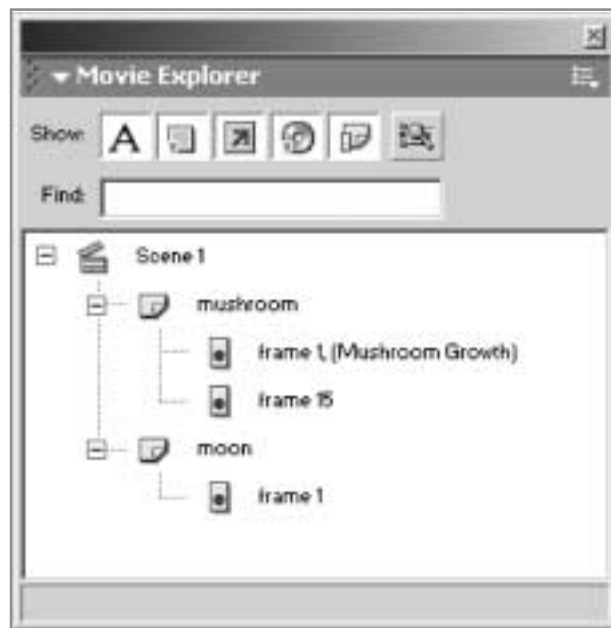 Movie Explorer
Show:
A
Find:
Scene 1
mushroom
frame 1, (Mushroom Growth)
frame 15
moon
frame 1